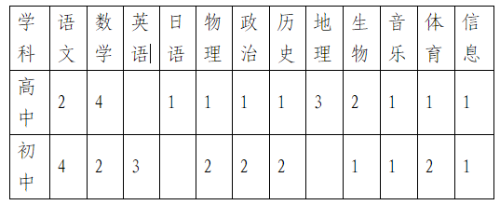 学科 语文 数学 英语 日语 物理 政治 历史 地理 生物 音乐 体育 信息
高中 2 4 1 1 1 1 3 2 1 1 1
初中 4 2 3 2 2 2 1 1 2 1